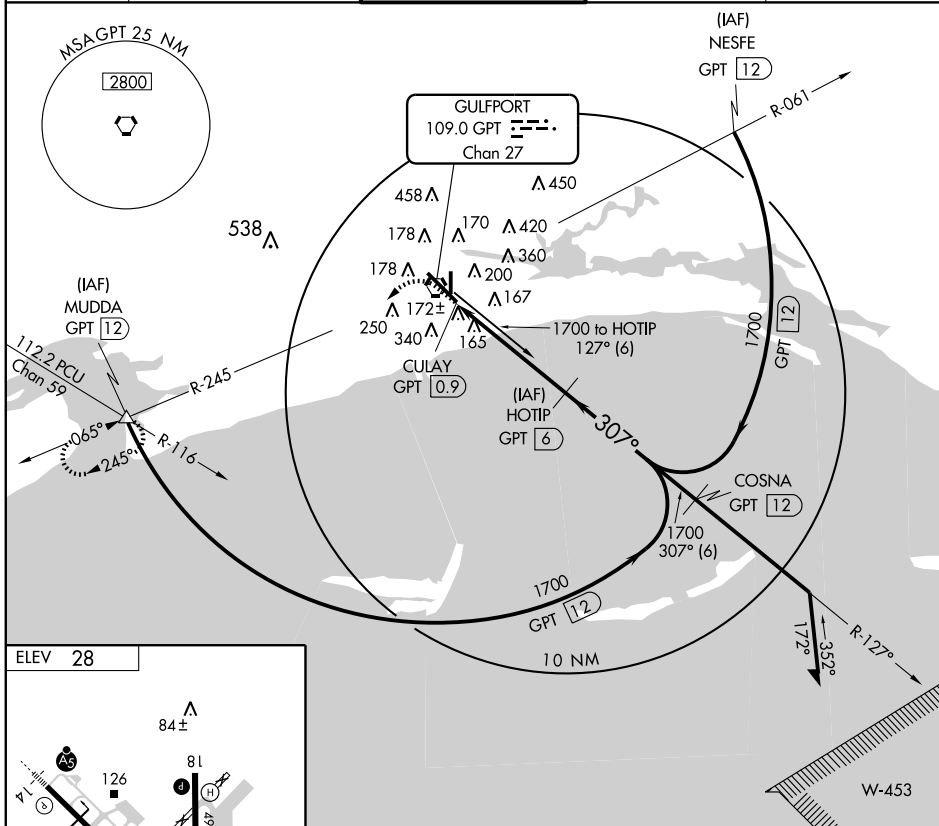 MSA GPT 25 NM
2800
(IAF)
NESFE
GPT 12
R-061
GULFPORT
109.0 GPT
Chan 27
458
450
538
178
170
420
360
178
200
167
172±
250
340
165
1700 to HOTIP
127° (6)
CULAY
GPT 0.9
(IAF)
HOTIP
GPT 6
307°
1700
GPT 12
(IAF)
MUDDA
GPT 12
112.2 PCU
Chan 59
R-245
065°
245°
R-116
COSNA
GPT 12
1700
307° (6)
1700
GPT 12
10 NM
172°
352°
R-127°
W-453
ELEV 28
84±
A5
126
18
14
P
P
H
49